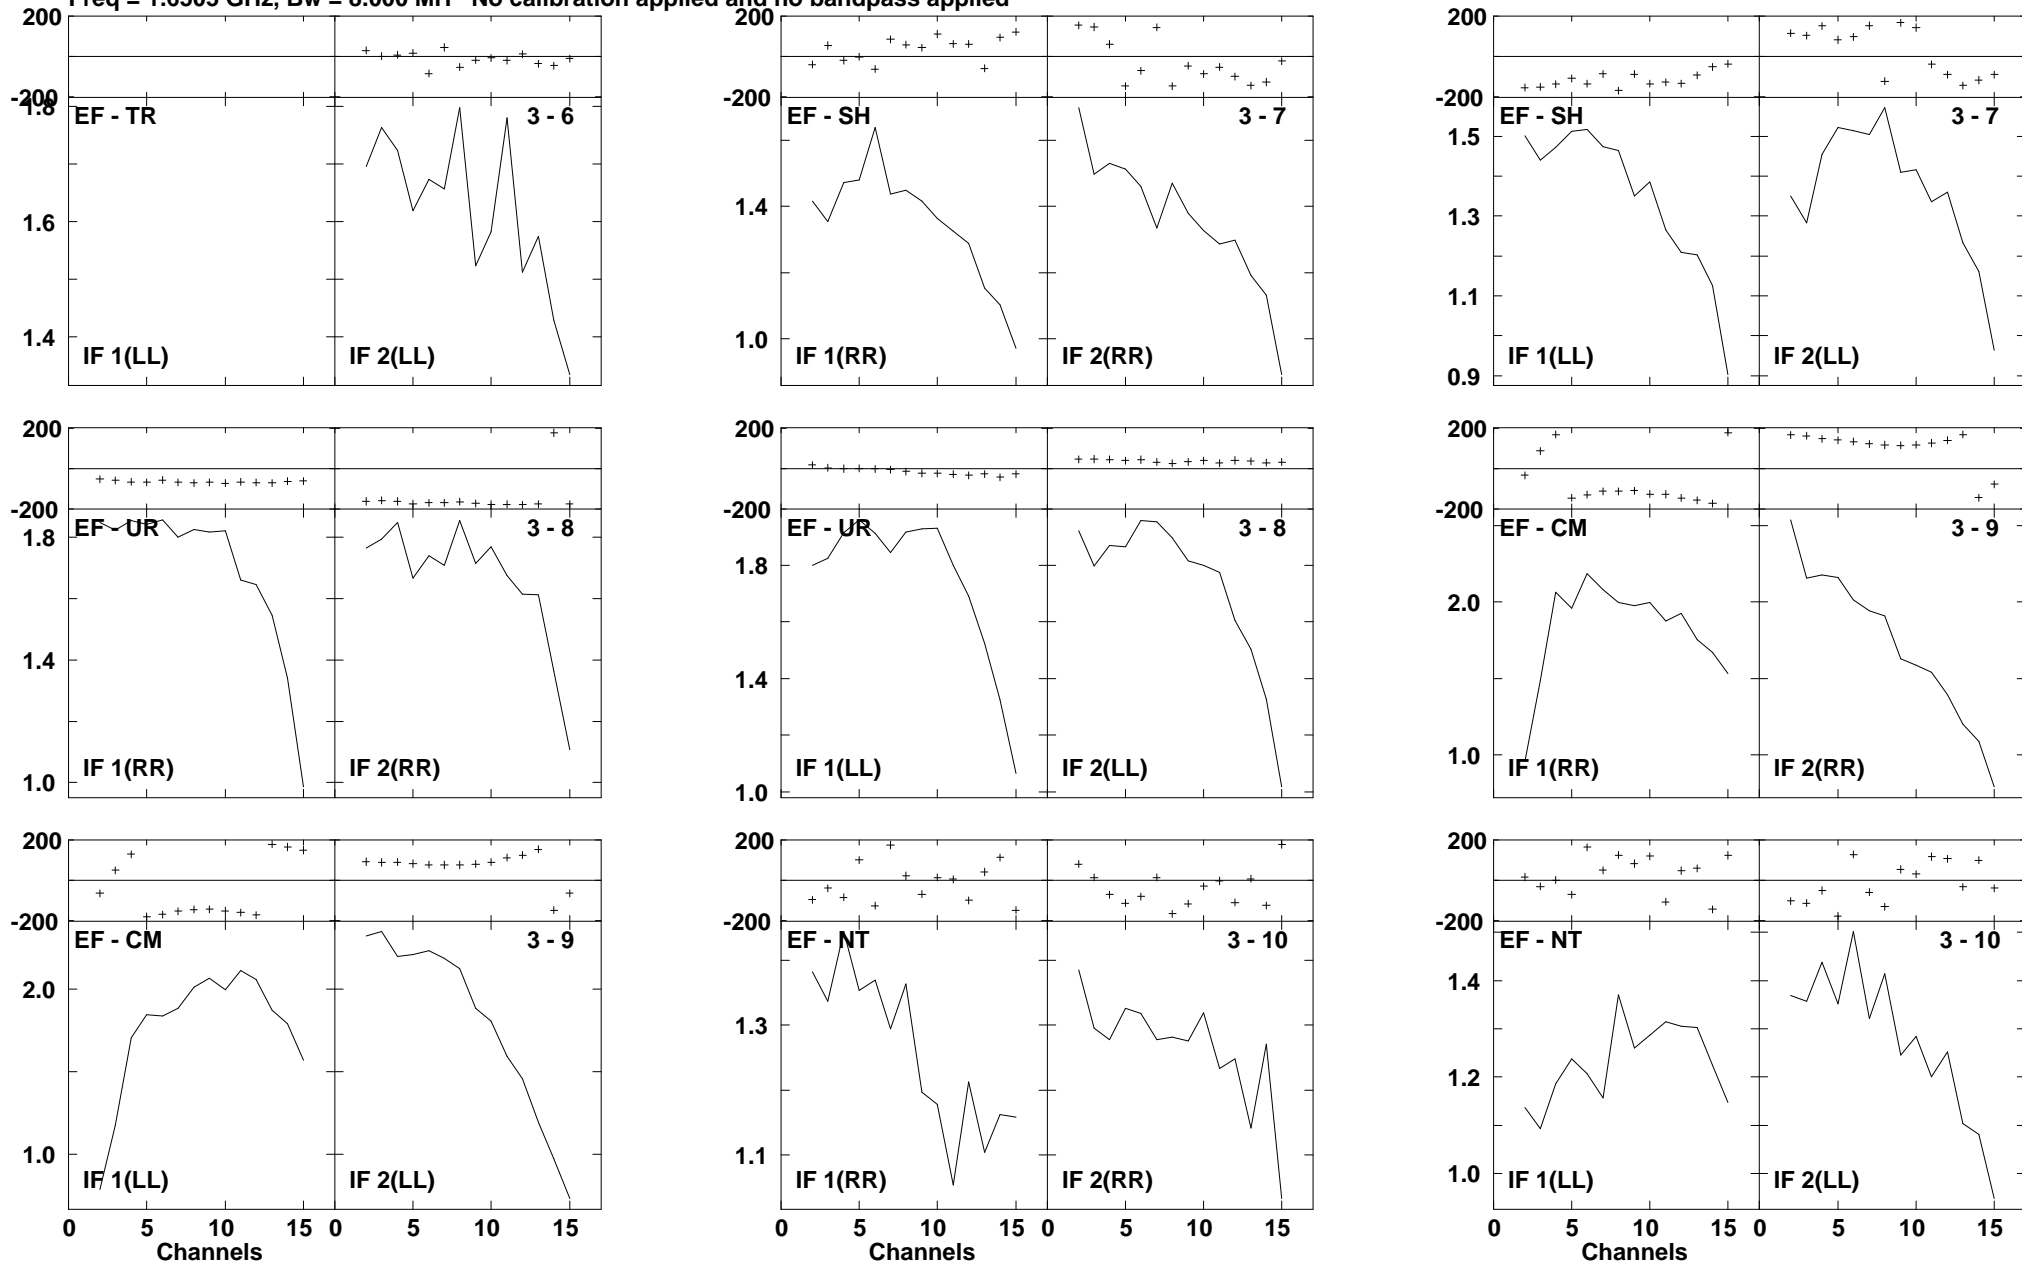 No calibration applied and no bandpass applied
200
-200
EF - TR
3 - 6
1.8
1.6
1.4
IF 1(LL)
IF 2(LL)
200
-200
EF - SH
3 - 7
1.4
1.0
IF 1(RR)
IF 2(RR)
200
-200
EF - SH
3 - 7
1.5
1.3
1.1
0.9
IF 1(LL)
IF 2(LL)
200
-200
EF - UR
3 - 8
1.8
1.4
1.0
IF 1(RR)
IF 2(RR)
200
-200
EF - UR
3 - 8
1.8
1.4
1.0
IF 1(LL)
IF 2(LL)
200
-200
EF - CM
3 - 9
2.0
1.0
IF 1(RR)
IF 2(RR)
200
-200
EF - CM
3 - 9
2.0
1.0
IF 1(LL)
IF 2(LL)
0 5 10 15 0 5 10 15
Channels
200
-200
EF - NT
3 - 10
1.3
1.1
IF 1(RR)
IF 2(RR)
0 5 10 15 0 5 10 15
Channels
200
-200
EF - NT
3 - 10
1.4
1.2
1.0
IF 1(LL)
IF 2(LL)
0 5 10 15 0 5 10 15
Channels